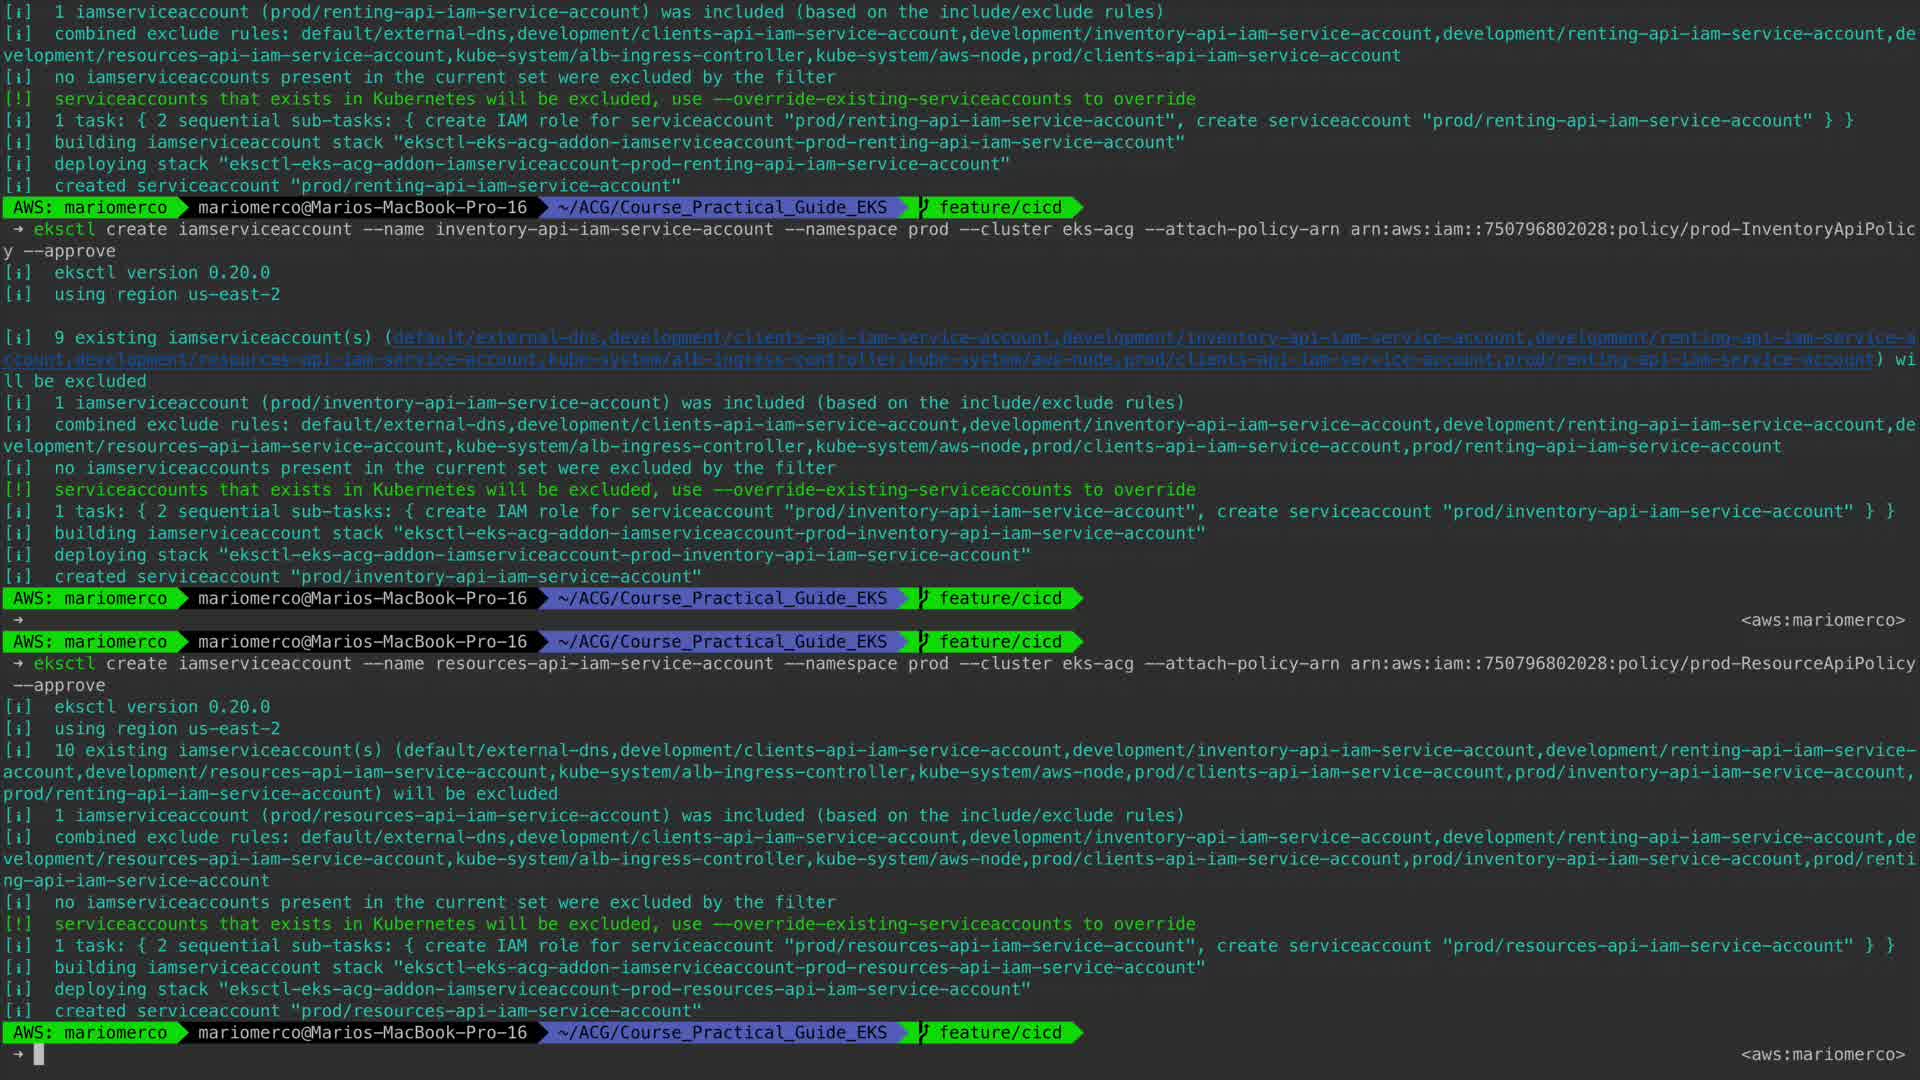 [ℹ]  1 iamserviceaccount (prod/renting-api-iam-service-account) was included (based on the include/exclude rules)
[ℹ]  combined exclude rules: default/external-dns,development/clients-api-iam-service-account,development/inventory-api-iam-service-account,development/renting-api-iam-service-account,de
velopment/resources-api-iam-service-account,kube-system/alb-ingress-controller,kube-system/aws-node,prod/clients-api-iam-service-account
[ℹ]  no iamserviceaccounts present in the current set were excluded by the filter
[!]  serviceaccounts that exists in Kubernetes will be excluded, use --override-existing-serviceaccounts to override
[ℹ]  1 task: { 2 sequential sub-tasks: { create IAM role for serviceaccount "prod/renting-api-iam-service-account", create serviceaccount "prod/renting-api-iam-service-account" } }
[ℹ]  building iamserviceaccount stack "eksctl-eks-acg-addon-iamserviceaccount-prod-renting-api-iam-service-account"
[ℹ]  deploying stack "eksctl-eks-acg-addon-iamserviceaccount-prod-renting-api-iam-service-account"
[ℹ]  created serviceaccount "prod/renting-api-iam-service-account"
AWS: mariomerco mariomerco@Marios-MacBook-Pro-16 ~/ACG/Course_Practical_Guide_EKS feature/cicd
➜ eksctl create iamserviceaccount --name inventory-api-iam-service-account --namespace prod --cluster eks-acg --attach-policy-arn arn:aws:iam::750796802028:policy/prod-InventoryApiPolic
y --approve
[ℹ]  eksctl version 0.20.0
[ℹ]  using region us-east-2
[ℹ]  9 existing iamserviceaccount(s) (default/external-dns,development/clients-api-iam-service-account,development/inventory-api-iam-service-account,development/renting-api-iam-service-a
ccount,development/resources-api-iam-service-account,kube-system/alb-ingress-controller,kube-system/aws-node,prod/clients-api-iam-service-account,prod/renting-api-iam-service-account) wi
ll be excluded
[ℹ]  1 iamserviceaccount (prod/inventory-api-iam-service-account) was included (based on the include/exclude rules)
[ℹ]  combined exclude rules: default/external-dns,development/clients-api-iam-service-account,development/inventory-api-iam-service-account,development/renting-api-iam-service-account,de
velopment/resources-api-iam-service-account,kube-system/alb-ingress-controller,kube-system/aws-node,prod/clients-api-iam-service-account,prod/renting-api-iam-service-account
[ℹ]  no iamserviceaccounts present in the current set were excluded by the filter
[!]  serviceaccounts that exists in Kubernetes will be excluded, use --override-existing-serviceaccounts to override
[ℹ]  1 task: { 2 sequential sub-tasks: { create IAM role for serviceaccount "prod/inventory-api-iam-service-account", create serviceaccount "prod/inventory-api-iam-service-account" } }
[ℹ]  building iamserviceaccount stack "eksctl-eks-acg-addon-iamserviceaccount-prod-inventory-api-iam-service-account"
[ℹ]  deploying stack "eksctl-eks-acg-addon-iamserviceaccount-prod-inventory-api-iam-service-account"
[ℹ]  created serviceaccount "prod/inventory-api-iam-service-account"
AWS: mariomerco mariomerco@Marios-MacBook-Pro-16 ~/ACG/Course_Practical_Guide_EKS feature/cicd
➜ <aws:mariomerco>
AWS: mariomerco mariomerco@Marios-MacBook-Pro-16 ~/ACG/Course_Practical_Guide_EKS feature/cicd
➜ eksctl create iamserviceaccount --name resources-api-iam-service-account --namespace prod --cluster eks-acg --attach-policy-arn arn:aws:iam::750796802028:policy/prod-ResourceApiPolicy
--approve
[ℹ]  eksctl version 0.20.0
[ℹ]  using region us-east-2
[ℹ]  10 existing iamserviceaccount(s) (default/external-dns,development/clients-api-iam-service-account,development/inventory-api-iam-service-account,development/renting-api-iam-service-
account,development/resources-api-iam-service-account,kube-system/alb-ingress-controller,kube-system/aws-node,prod/clients-api-iam-service-account,prod/inventory-api-iam-service-account,
prod/renting-api-iam-service-account) will be excluded
[ℹ]  1 iamserviceaccount (prod/resources-api-iam-service-account) was included (based on the include/exclude rules)
[ℹ]  combined exclude rules: default/external-dns,development/clients-api-iam-service-account,development/inventory-api-iam-service-account,development/renting-api-iam-service-account,de
velopment/resources-api-iam-service-account,kube-system/alb-ingress-controller,kube-system/aws-node,prod/clients-api-iam-service-account,prod/inventory-api-iam-service-account,prod/renti
ng-api-iam-service-account
[ℹ]  no iamserviceaccounts present in the current set were excluded by the filter
[!]  serviceaccounts that exists in Kubernetes will be excluded, use --override-existing-serviceaccounts to override
[ℹ]  1 task: { 2 sequential sub-tasks: { create IAM role for serviceaccount "prod/resources-api-iam-service-account", create serviceaccount "prod/resources-api-iam-service-account" } }
[ℹ]  building iamserviceaccount stack "eksctl-eks-acg-addon-iamserviceaccount-prod-resources-api-iam-service-account"
[ℹ]  deploying stack "eksctl-eks-acg-addon-iamserviceaccount-prod-resources-api-iam-service-account"
[ℹ]  created serviceaccount "prod/resources-api-iam-service-account"
AWS: mariomerco mariomerco@Marios-MacBook-Pro-16 ~/ACG/Course_Practical_Guide_EKS feature/cicd
➜ <aws:mariomerco>